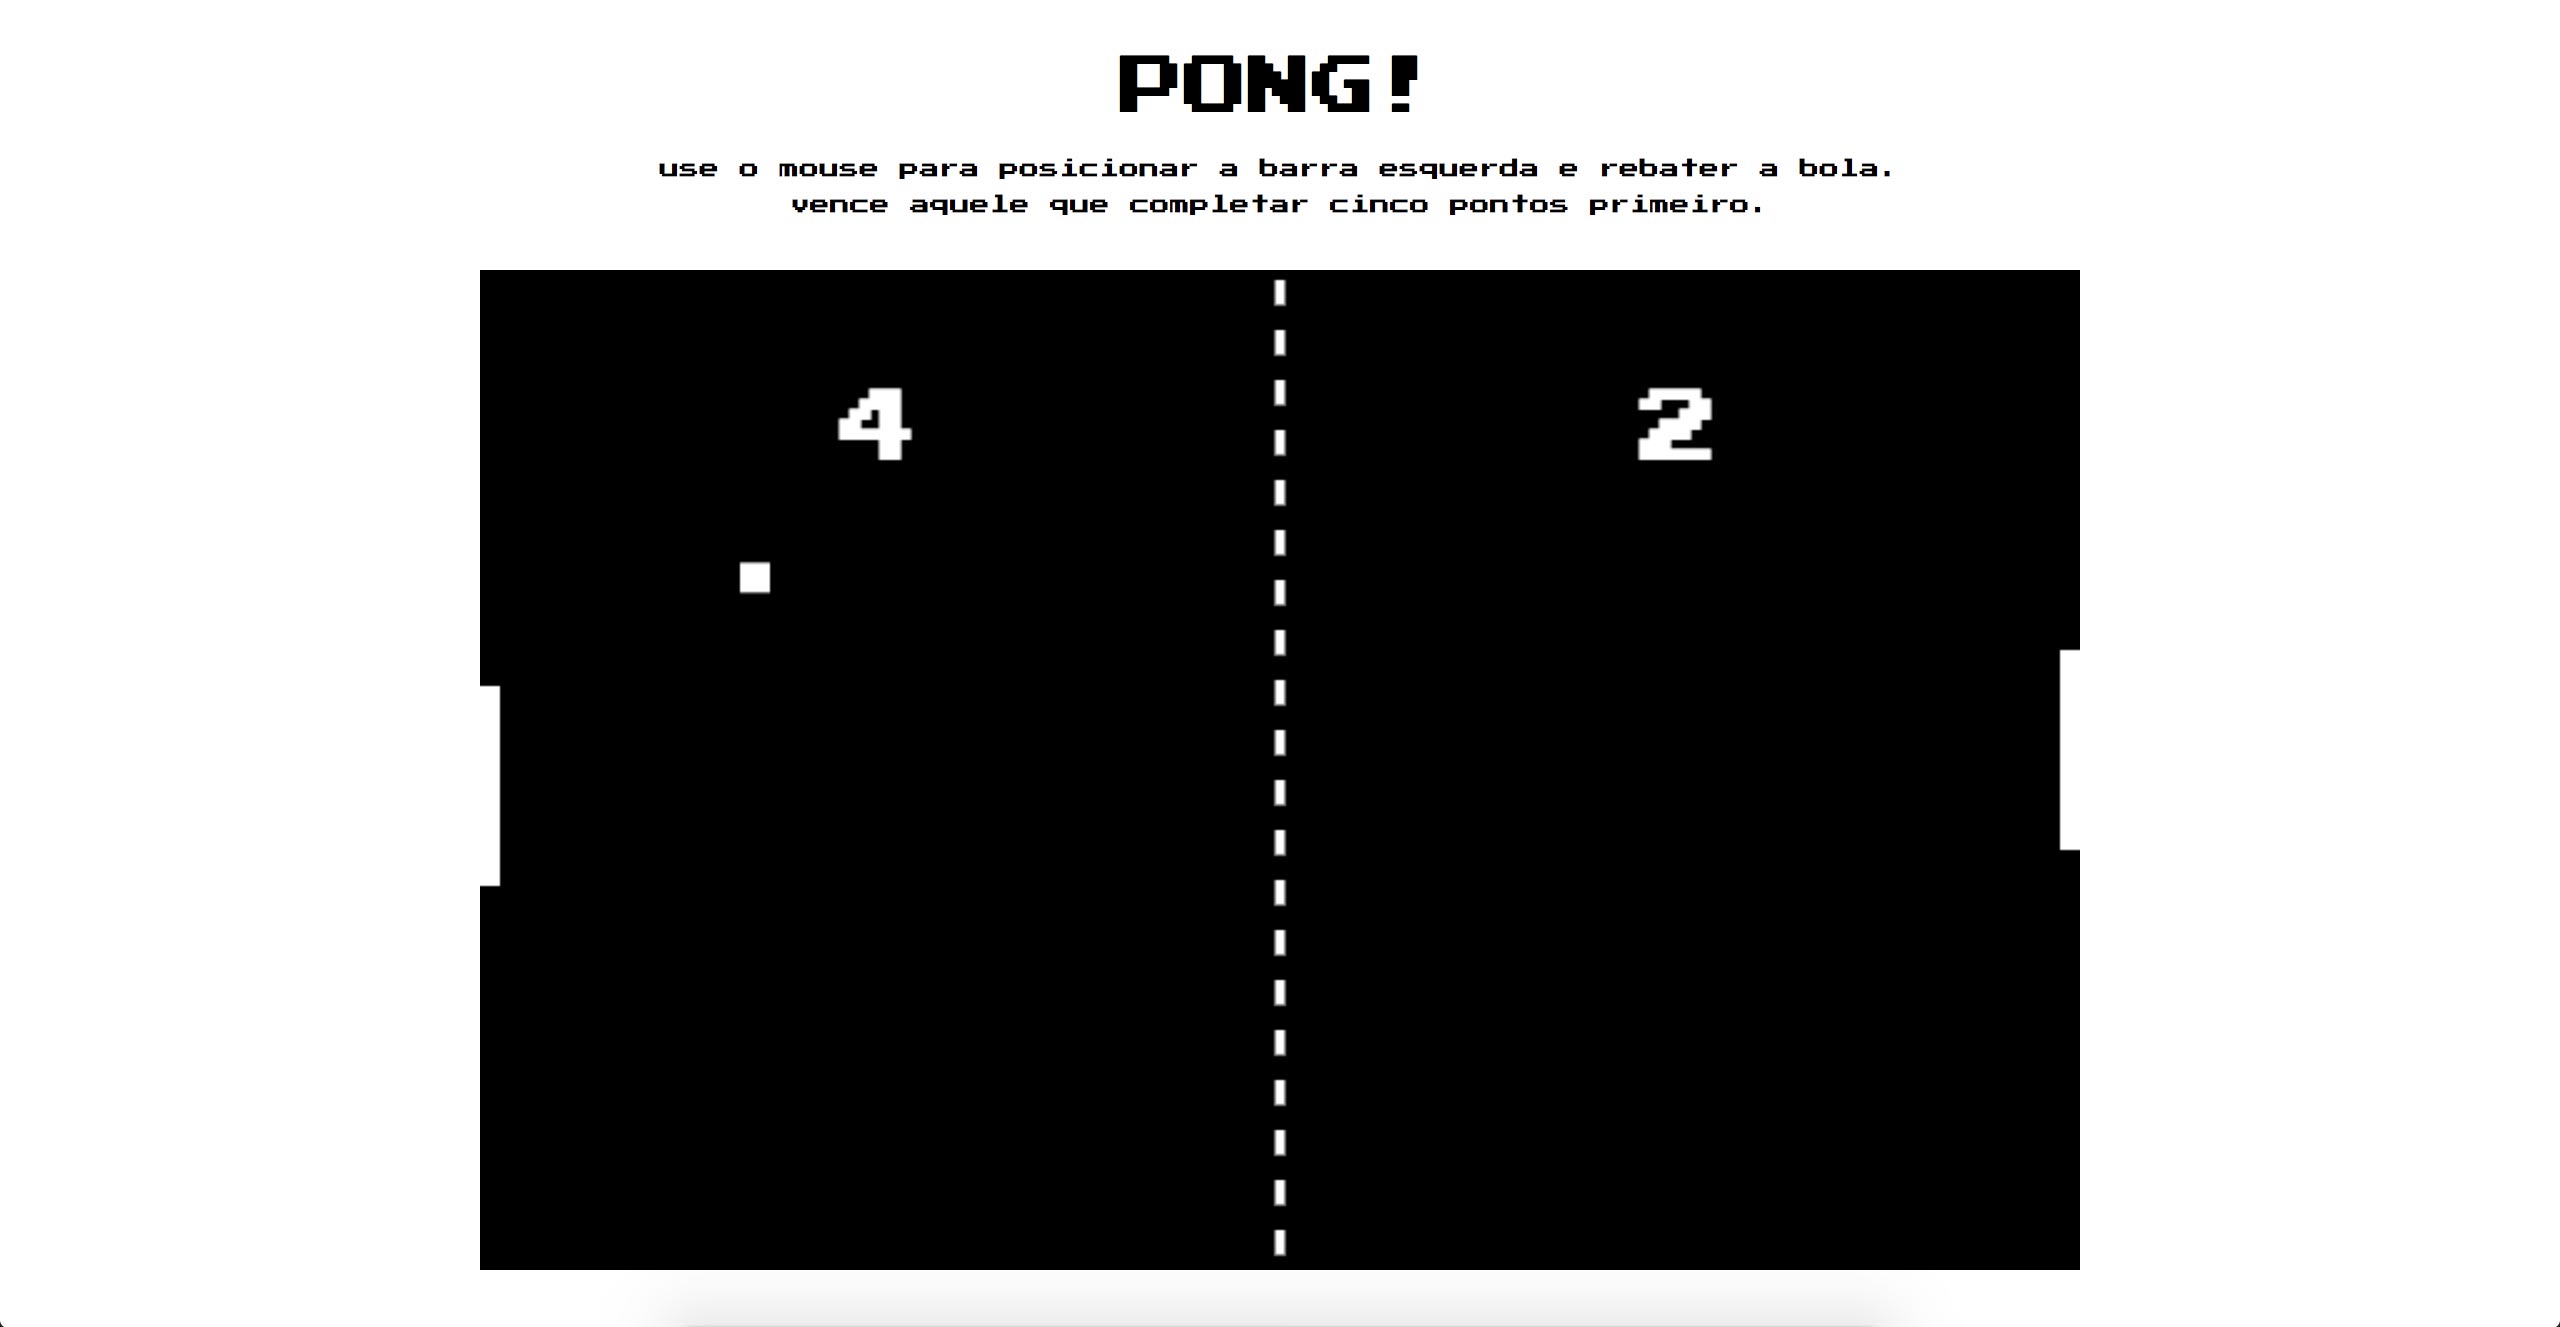 PONG!
use o mouse para posicionar a barra esquerda e rebater a bola.
vence aquele que completar cinco pontos primeiro.
4 2